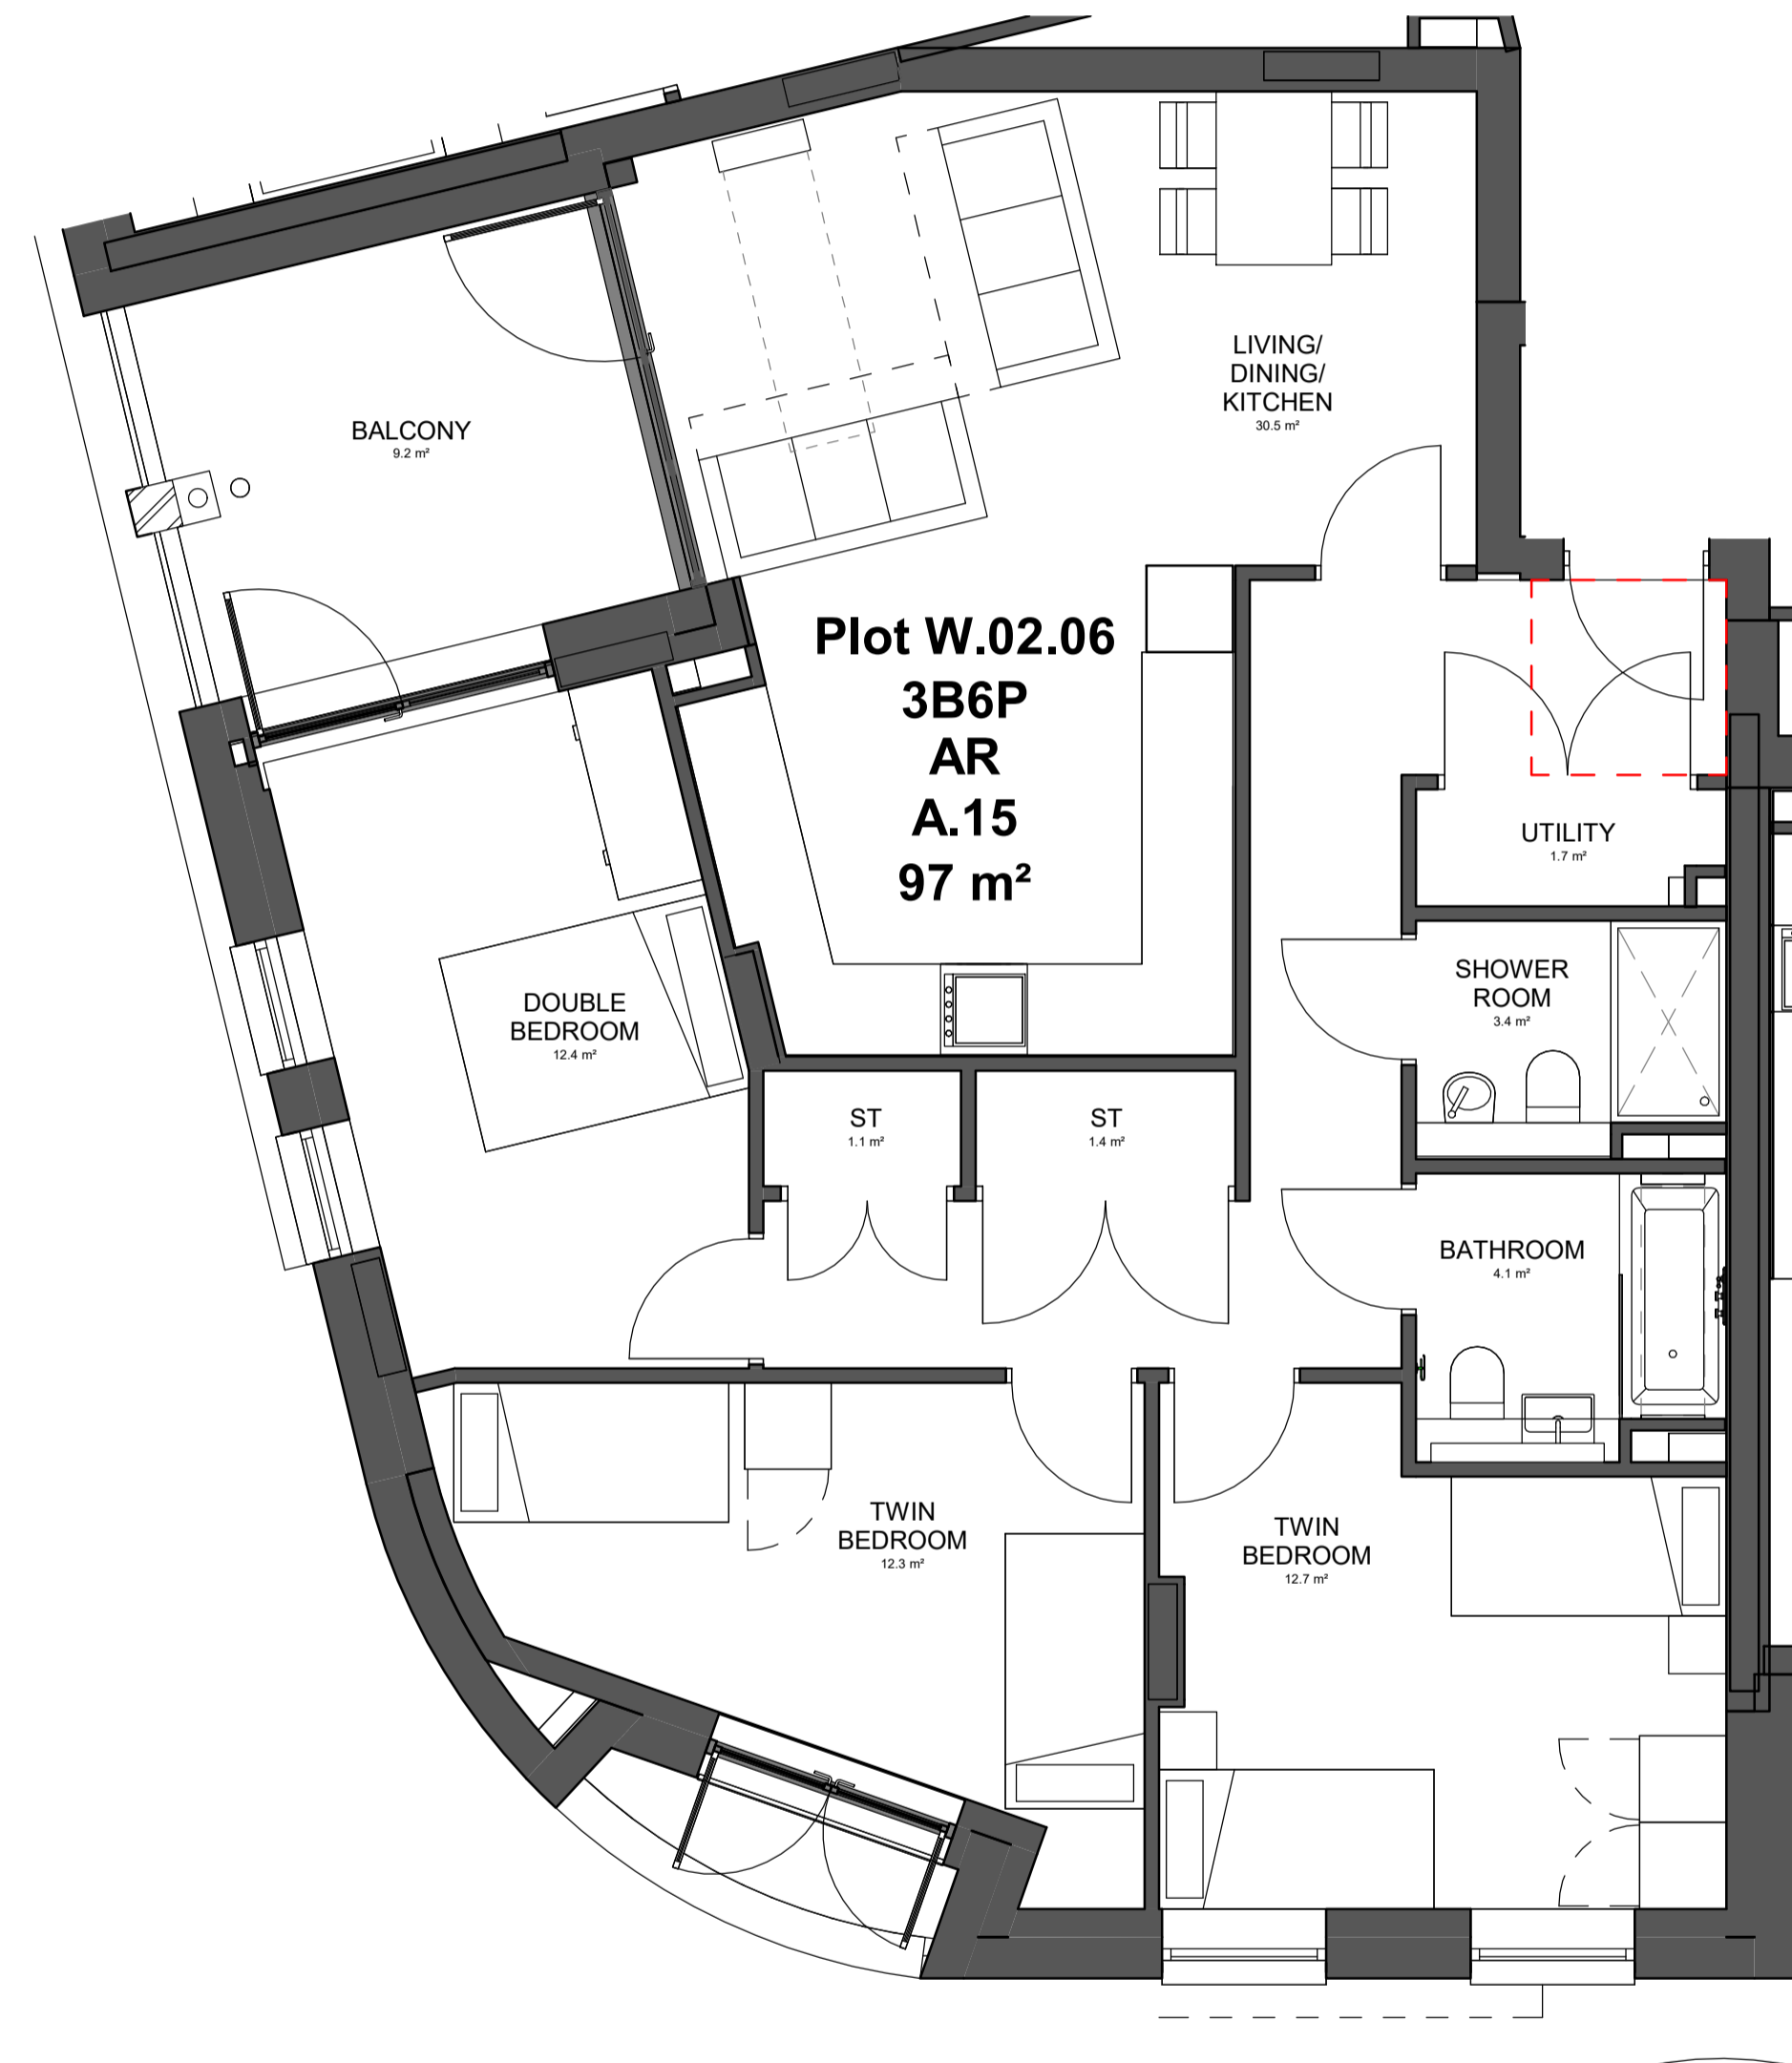 LIVING/
DINING/
KITCHEN
30.5 m²
BALCONY
9.2 m²
Plot W.02.06
3B6P
AR
A.15
97 m²
UTILITY
1.7 m²
SHOWER
ROOM
3.4 m²
DOUBLE
BEDROOM
12.4 m²
ST
1.1 m²
ST
1.4 m²
BATHROOM
4.1 m²
TWIN
BEDROOM
12.3 m²
TWIN
BEDROOM
12.7 m²